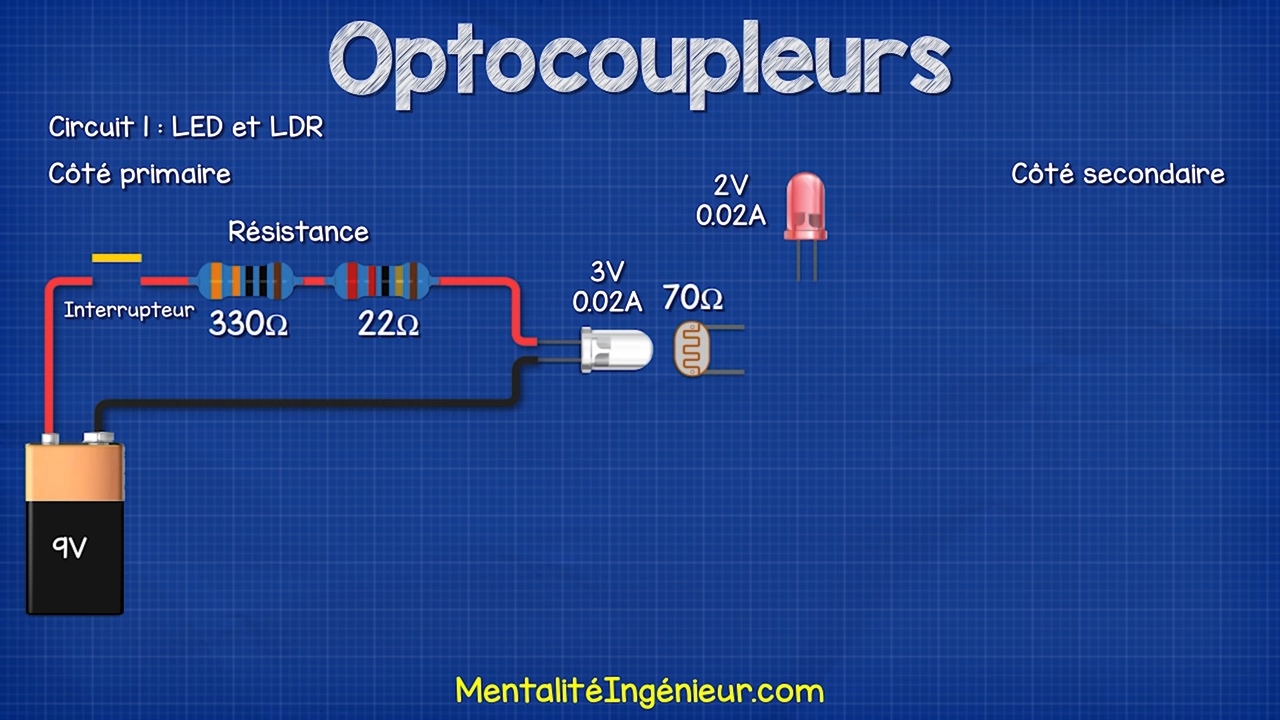 Optocoupleurs
Circuit 1 : LED et LDR
Côté primaire
Côté secondaire
2V
0.02A
Résistance
3V
0.02A
70Ω
Interrupteur
330Ω
22Ω
9V
MentalitéIngénieur.com